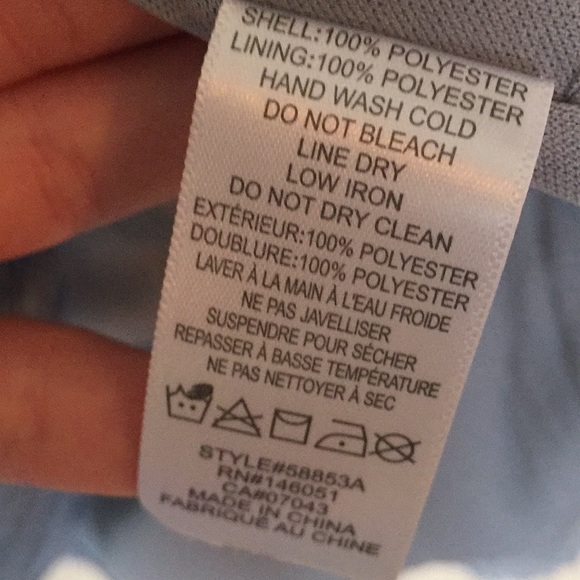 SHELL:100% POLYESTER
LINING:100% POLYESTER
HAND WASH COLD
DO NOT BLEACH
LINE DRY
LOW IRON
DO NOT DRY CLEAN
EXTÉRIEUR:100% POLYESTER
DOUBLURE:100% POLYESTER
LAVER À LA MAIN À L'EAU FROIDE
NE PAS JAVELLISER
SUSPENDRE POUR SÉCHER
REPASSER À BASSE TEMPÉRATURE
NE PAS NETTOYER À SEC
STYLE#58853A
RN#146051
CA#07043
MADE IN CHINA
FABRIQUÉ AU CHINE